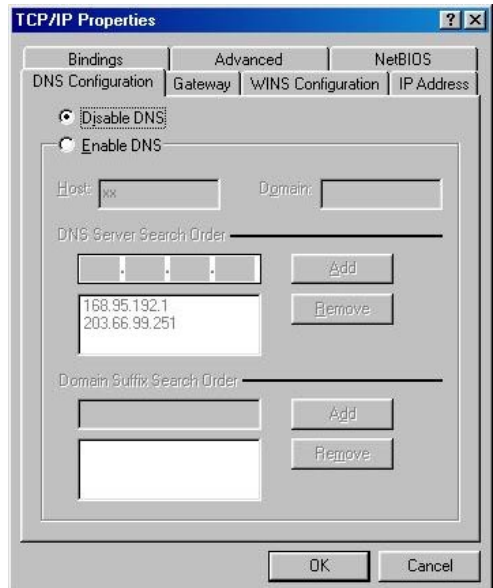 TCP/IP Properties
Bindings Advanced NetBIOS
DNS Configuration Gateway WINS Configuration IP Address
Disable DNS
Enable DNS
Host: xx Domain:
DNS Server Search Order
Add
168.95.192.1
203.66.99.251
Remove
Domain Suffix Search Order
Add
Remove
OK Cancel